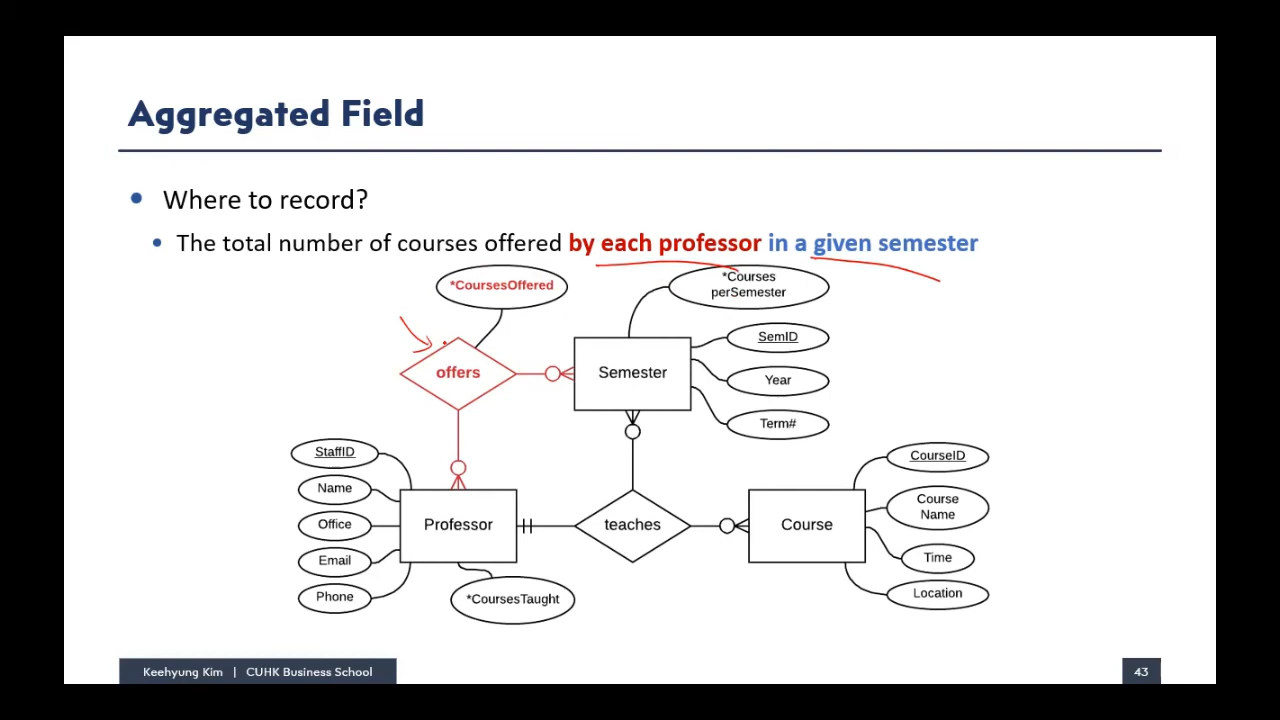 Aggregated Field
• Where to record?
• The total number of courses offered by each professor in a given semester
*CoursesOffered
*Courses
perSemester
SemID
offers
Semester
Year
Term#
StaffID
CourseID
Name
Course
Name
Office
Professor
teaches
Course
Email
Time
Phone
*CoursesTaught
Location
Keehyung Kim | CUHK Business School
43